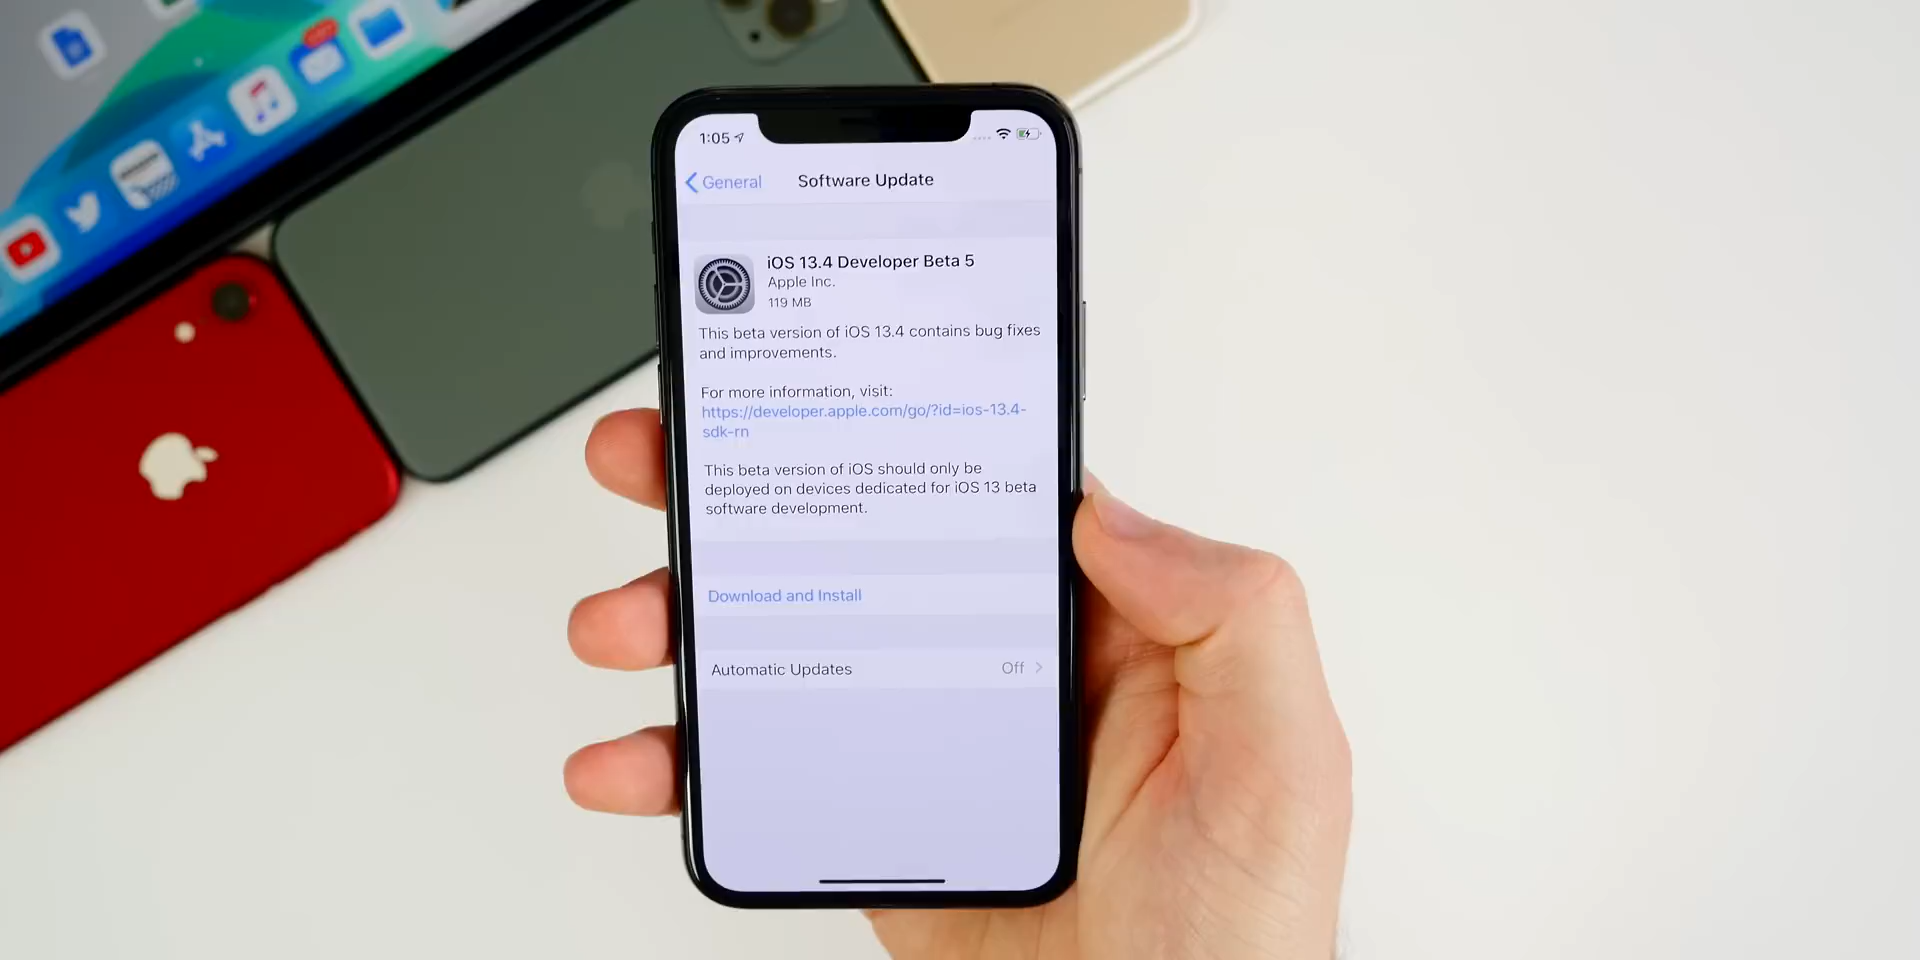 1:05
General
Software Update
iOS 13.4 Developer Beta 5
Apple Inc.
119 MB
This beta version of iOS 13.4 contains bug fixes
and improvements.
For more information, visit:
https://developer.apple.com/go/?id=ios-13.4-
sdk-rn
This beta version of iOS should only be
deployed on devices dedicated for iOS 13 beta
software development.
Download and Install
Automatic Updates Off